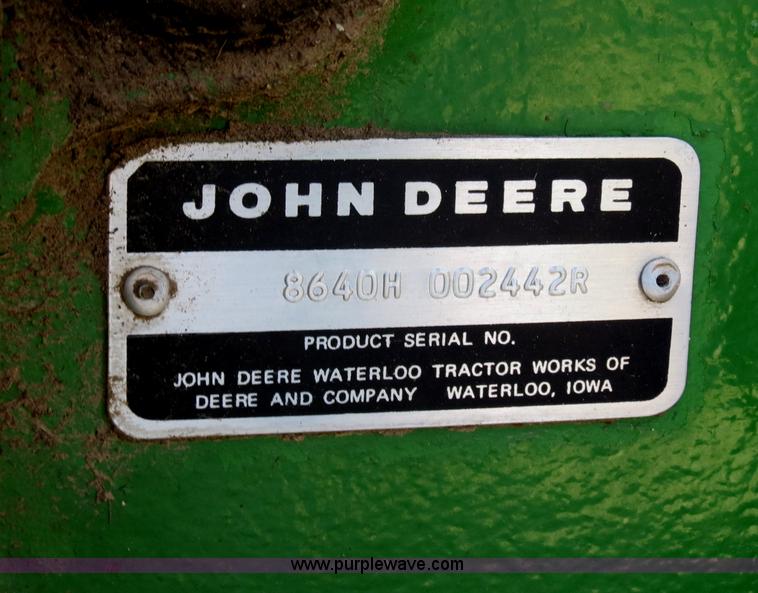 JOHN DEERE
8640H 002442R
PRODUCT SERIAL NO.
JOHN DEERE WATERLOO TRACTOR WORKS OF
DEERE AND COMPANY WATERLOO, IOWA
www.purplewave.com